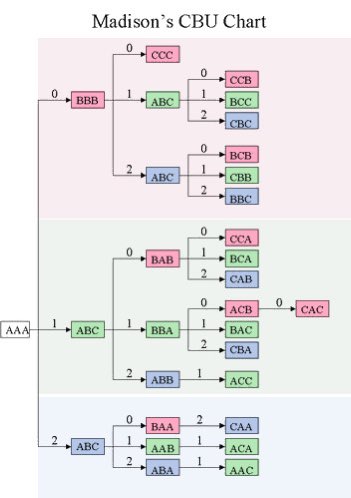 Madison's CBU Chart
0 CCC
0 CCB
0 BBB 1 ABC 1 BCC
2 CBC
0 BCB
2 ABC 1 CBB
2 BBC
0 CCA
0 BAB 1 BCA
2 CAB
0 ACB 0 CAC
AAA 1 ABC 1 BBA 1 BAC
2 CBA
2 ABB 1 ACC
0 BAA 2 CAA
2 ABC 1 AAB 1 ACA
2 ABA 1 AAC